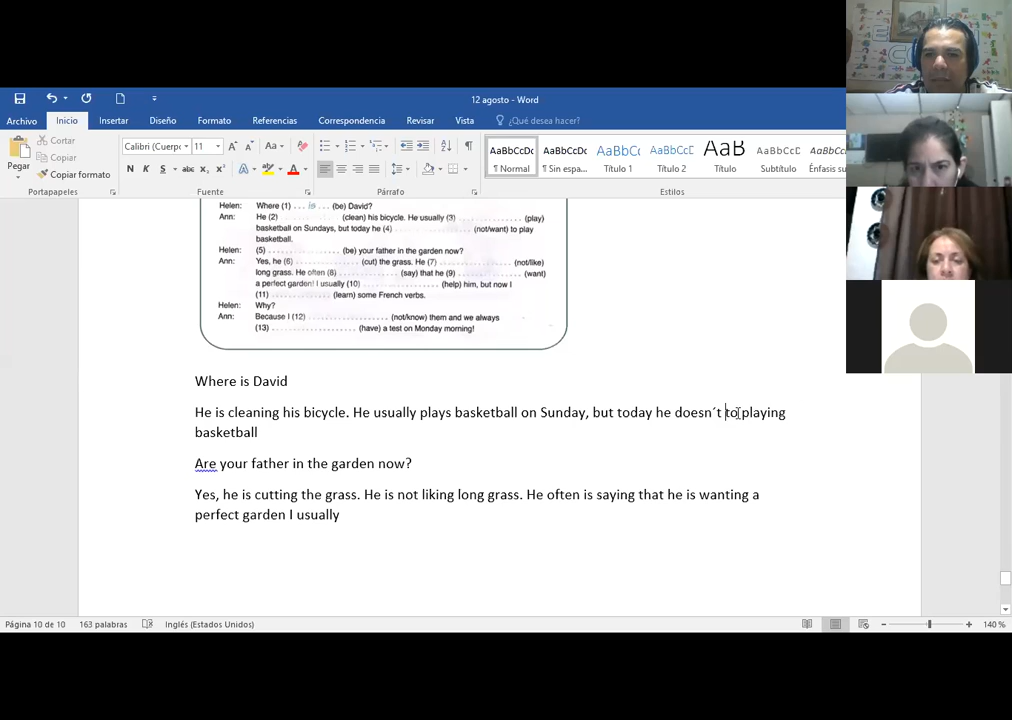 12 agosto - Word
Archivo Inicio Insertar Diseño Formato Referencias Correspondencia Revisar Vista ¿Qué desea hacer?
Pegar
Cortar
Copiar
Copiar formato
Calibri (Cuerpo 11 A A Aa
N K S abc x₂ x² A A
AaBbCcDc AaBbCcDc AaBbCc AaBbCcC AaB AaBbCcC AaBbCcDc
¶ Normal ¶ Sin espa... Título 1 Título 2 Título Subtítulo Énfasis su
Portapapeles Fuente Párrafo Estilos
Helen: Where (1) ... is ... (be) David?
Ann: He (2) .................... (clean) his bicycle. He usually (3) .................... (play)
basketball on Sundays, but today he (4) .................... (not/want) to play
basketball.
Helen: (5) .................... (be) your father in the garden now?
Ann: Yes, he (6) .................... (cut) the grass. He (7) .................... (not/like)
long grass. He often (8) .................... (say) that he (9) .................... (want)
a perfect garden! I usually (10) .................... (help) him, but now I
(11) .................... (learn) some French verbs.
Helen: Why?
Ann: Because I (12) .................... (not/know) them and we always
(13) .................... (have) a test on Monday morning!
Where is David
He is cleaning his bicycle. He usually plays basketball on Sunday, but today he doesn´t to playing
basketball
Are your father in the garden now?
Yes, he is cutting the grass. He is not liking long grass. He often is saying that he is wanting a
perfect garden I usually
Página 10 de 10 163 palabras Inglés (Estados Unidos) 140 %